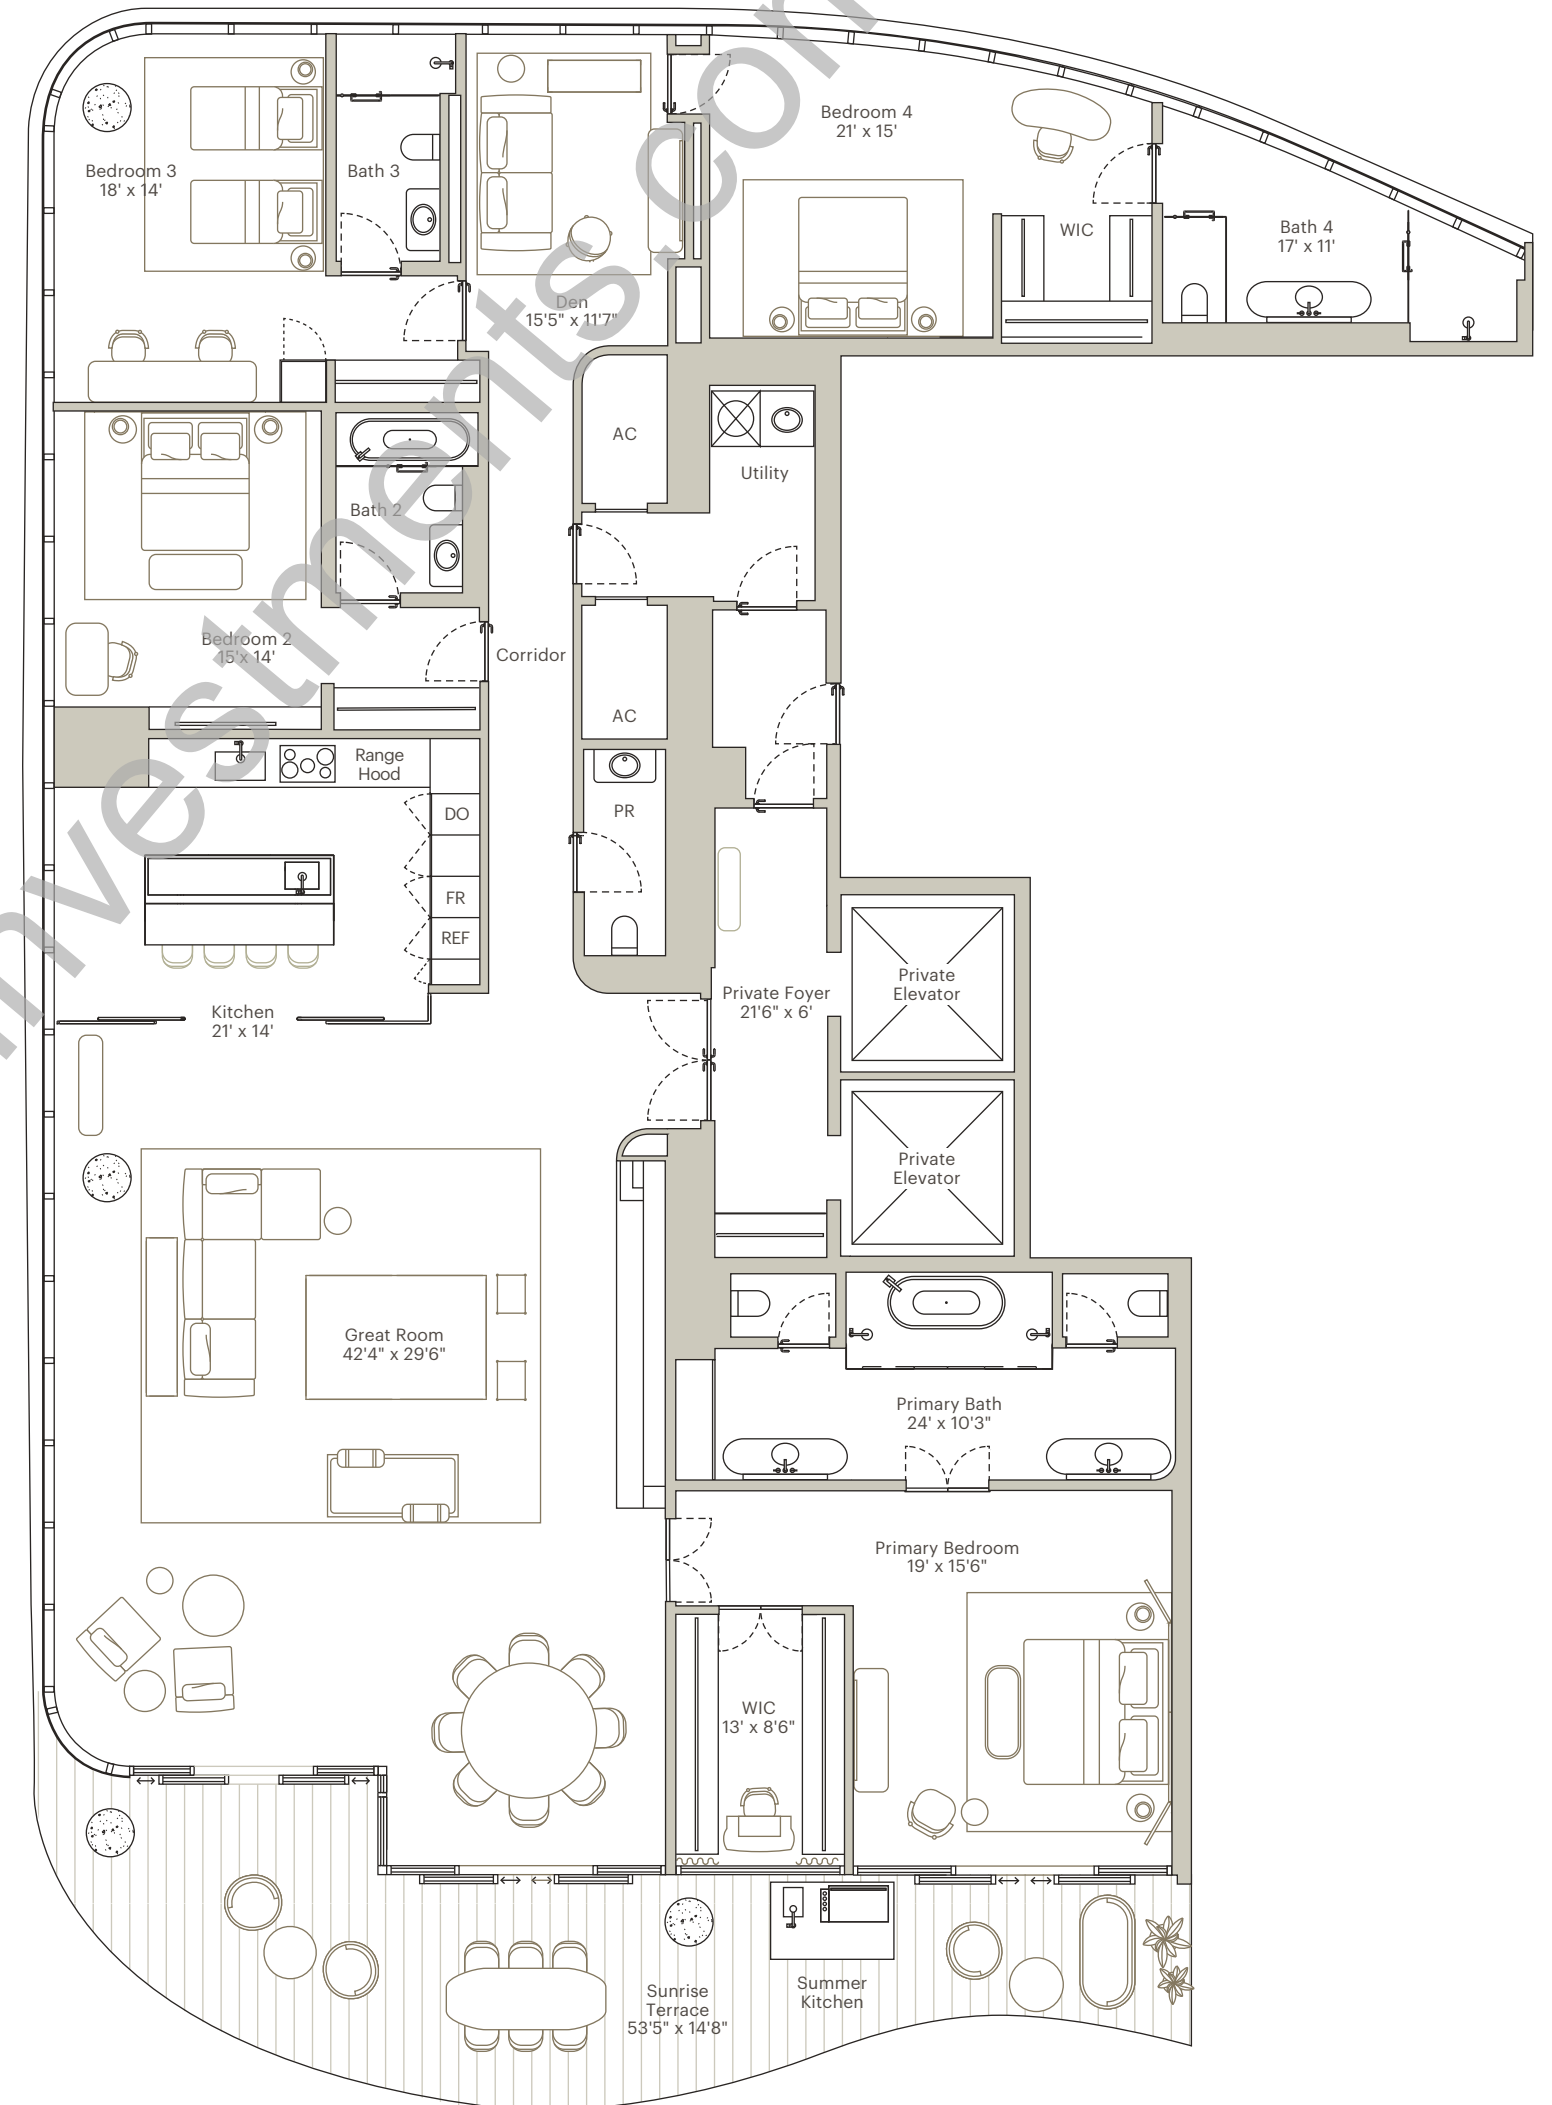 Bedroom 4
21' x 15'
Bedroom 3
18' x 14'
Bath 3
WIC
Bath 4
17' x 11'
Den
15'5" x 11'7"
AC
Utility
Bath 2
Bedroom 2
15'x 14'
Corridor
AC
Range
Hood
DO
PR
FR
REF
Private
Elevator
Private Foyer
21'6" x 6'
Kitchen
21' x 14'
Private
Elevator
Great Room
42'4" x 29'6"
Primary Bath
24' x 10'3"
Primary Bedroom
19' x 15'6"
WIC
13' x 8'6"
Summer
Kitchen
Sunrise
Terrace
53'5" x 14'8"
investments.com